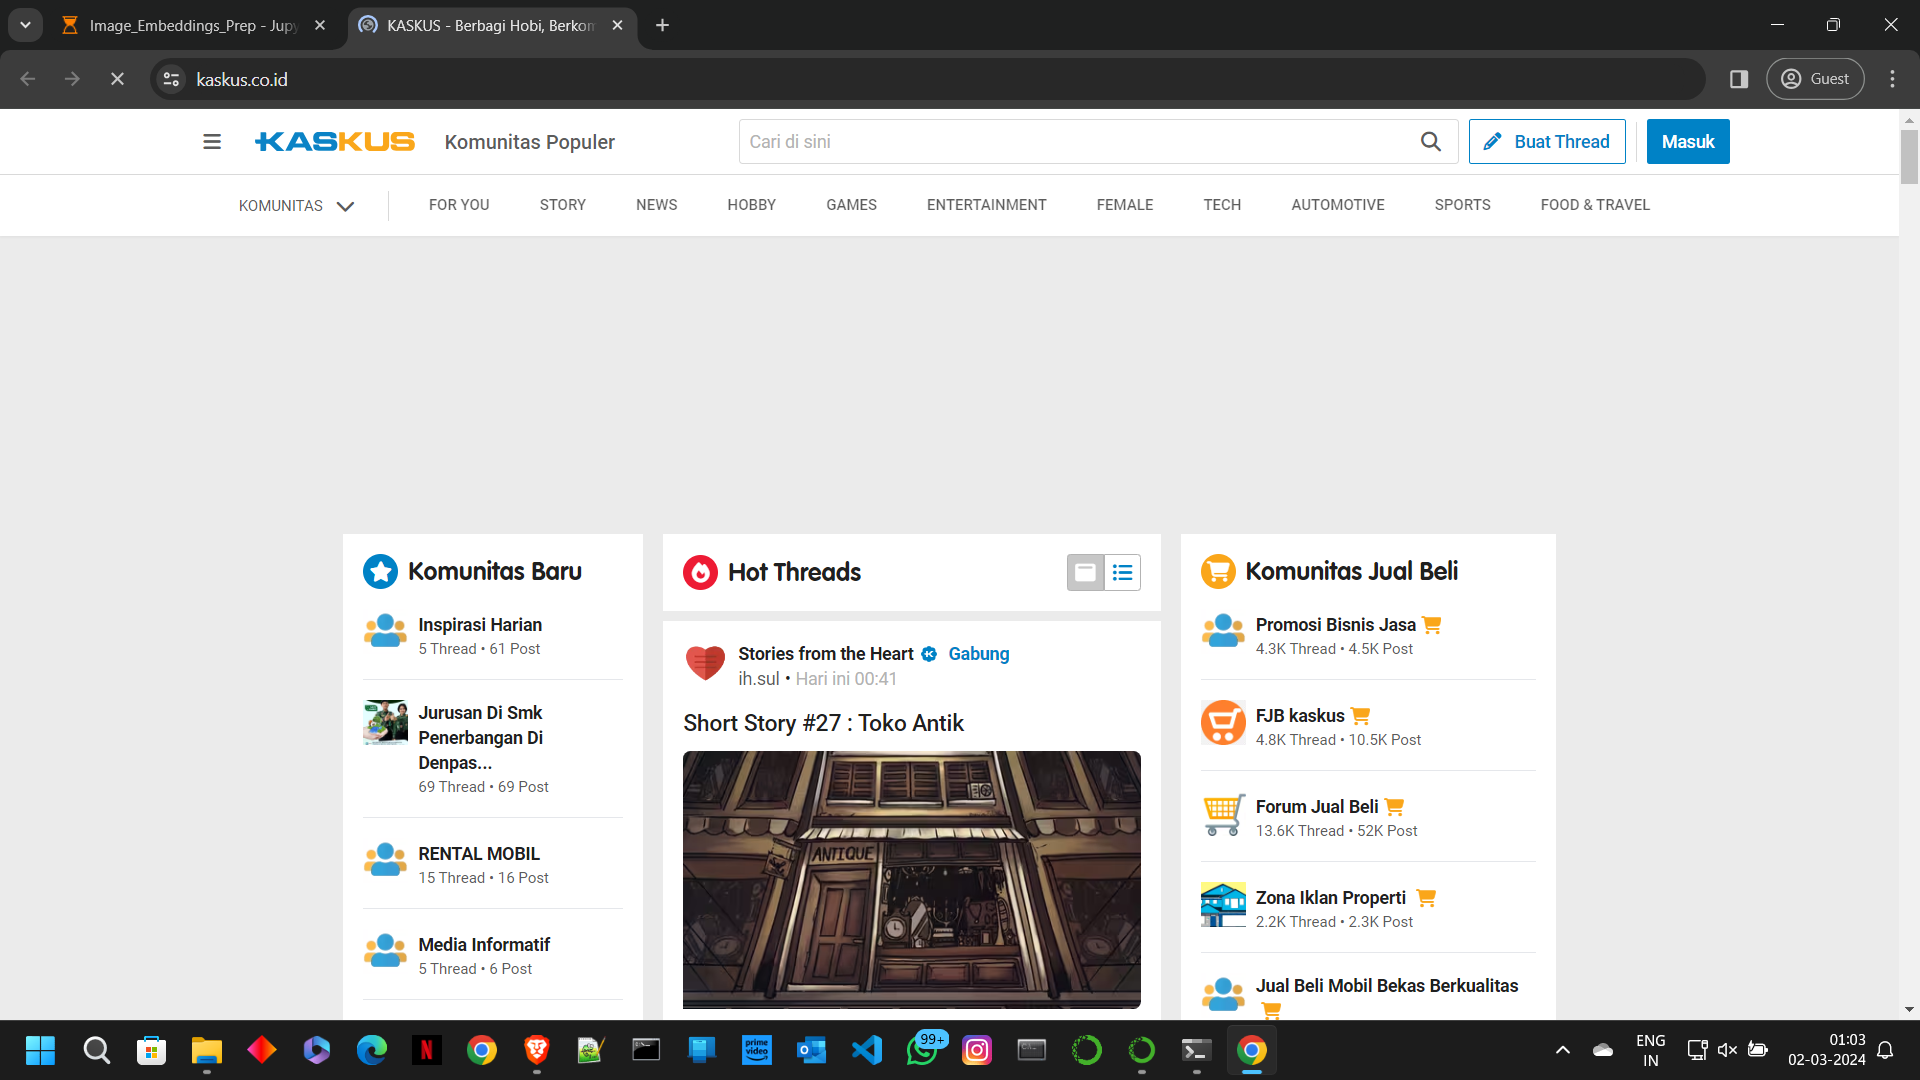 Image_Embeddings_Prep - Jupy
KASKUS - Berbagi Hobi, Berkom
kaskus.co.id
Guest
KASKUS
Komunitas Populer
Cari di sini
Buat Thread
Masuk
KOMUNITAS
FOR YOU
STORY
NEWS
HOBBY
GAMES
ENTERTAINMENT
FEMALE
TECH
AUTOMOTIVE
SPORTS
FOOD & TRAVEL
Komunitas Baru
Inspirasi Harian
5 Thread • 61 Post
Jurusan Di Smk
Penerbangan Di
Denpas...
69 Thread • 69 Post
RENTAL MOBIL
15 Thread • 16 Post
Media Informatif
5 Thread • 6 Post
Hot Threads
Stories from the Heart
Gabung
ih.sul • Hari ini 00:41
Short Story #27 : Toko Antik
ANTIQUE
Komunitas Jual Beli
Promosi Bisnis Jasa
4.3K Thread • 4.5K Post
FJB kaskus
4.8K Thread • 10.5K Post
Forum Jual Beli
13.6K Thread • 52K Post
Zona Iklan Properti
2.2K Thread • 2.3K Post
Jual Beli Mobil Bekas Berkualitas
prime
video
99+
ENG
IN
01:03
02-03-2024